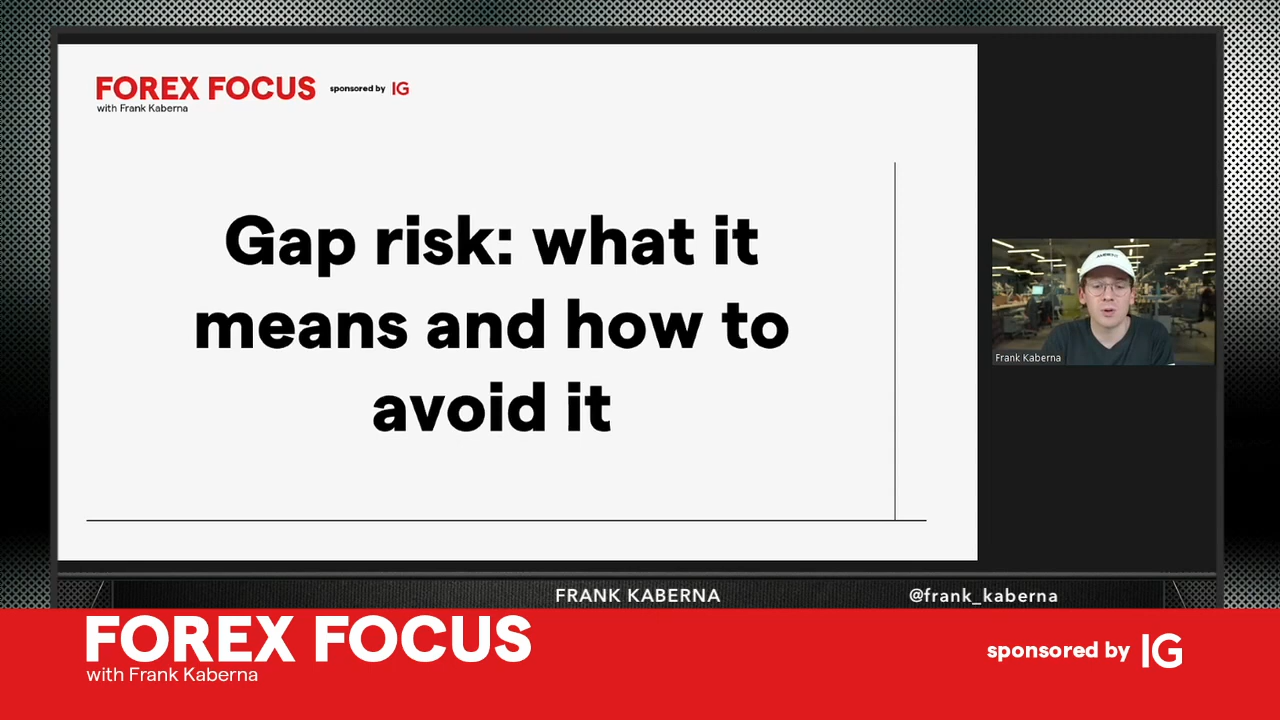 FOREX FOCUS sponsored by IG
with Frank Kaberna
Gap risk: what it
means and how to
avoid it
Frank Kaberna
FRANK KABERNA @frank_kaberna
FOREX FOCUS
with Frank Kaberna
sponsored by IG